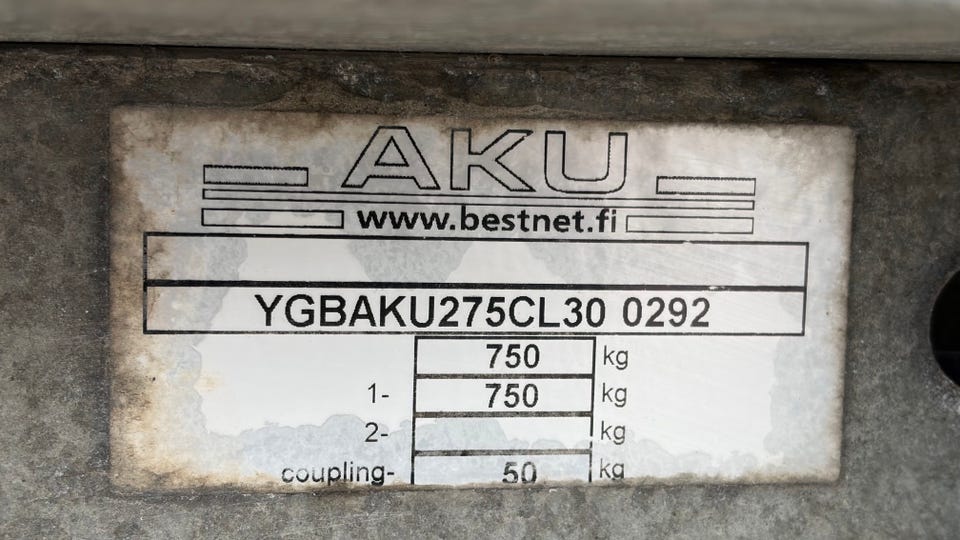 AKU
www.bestnet.fi
YGBAKU275CL30 0292
750 kg
1- 750 kg
2- kg
coupling- 50 kg